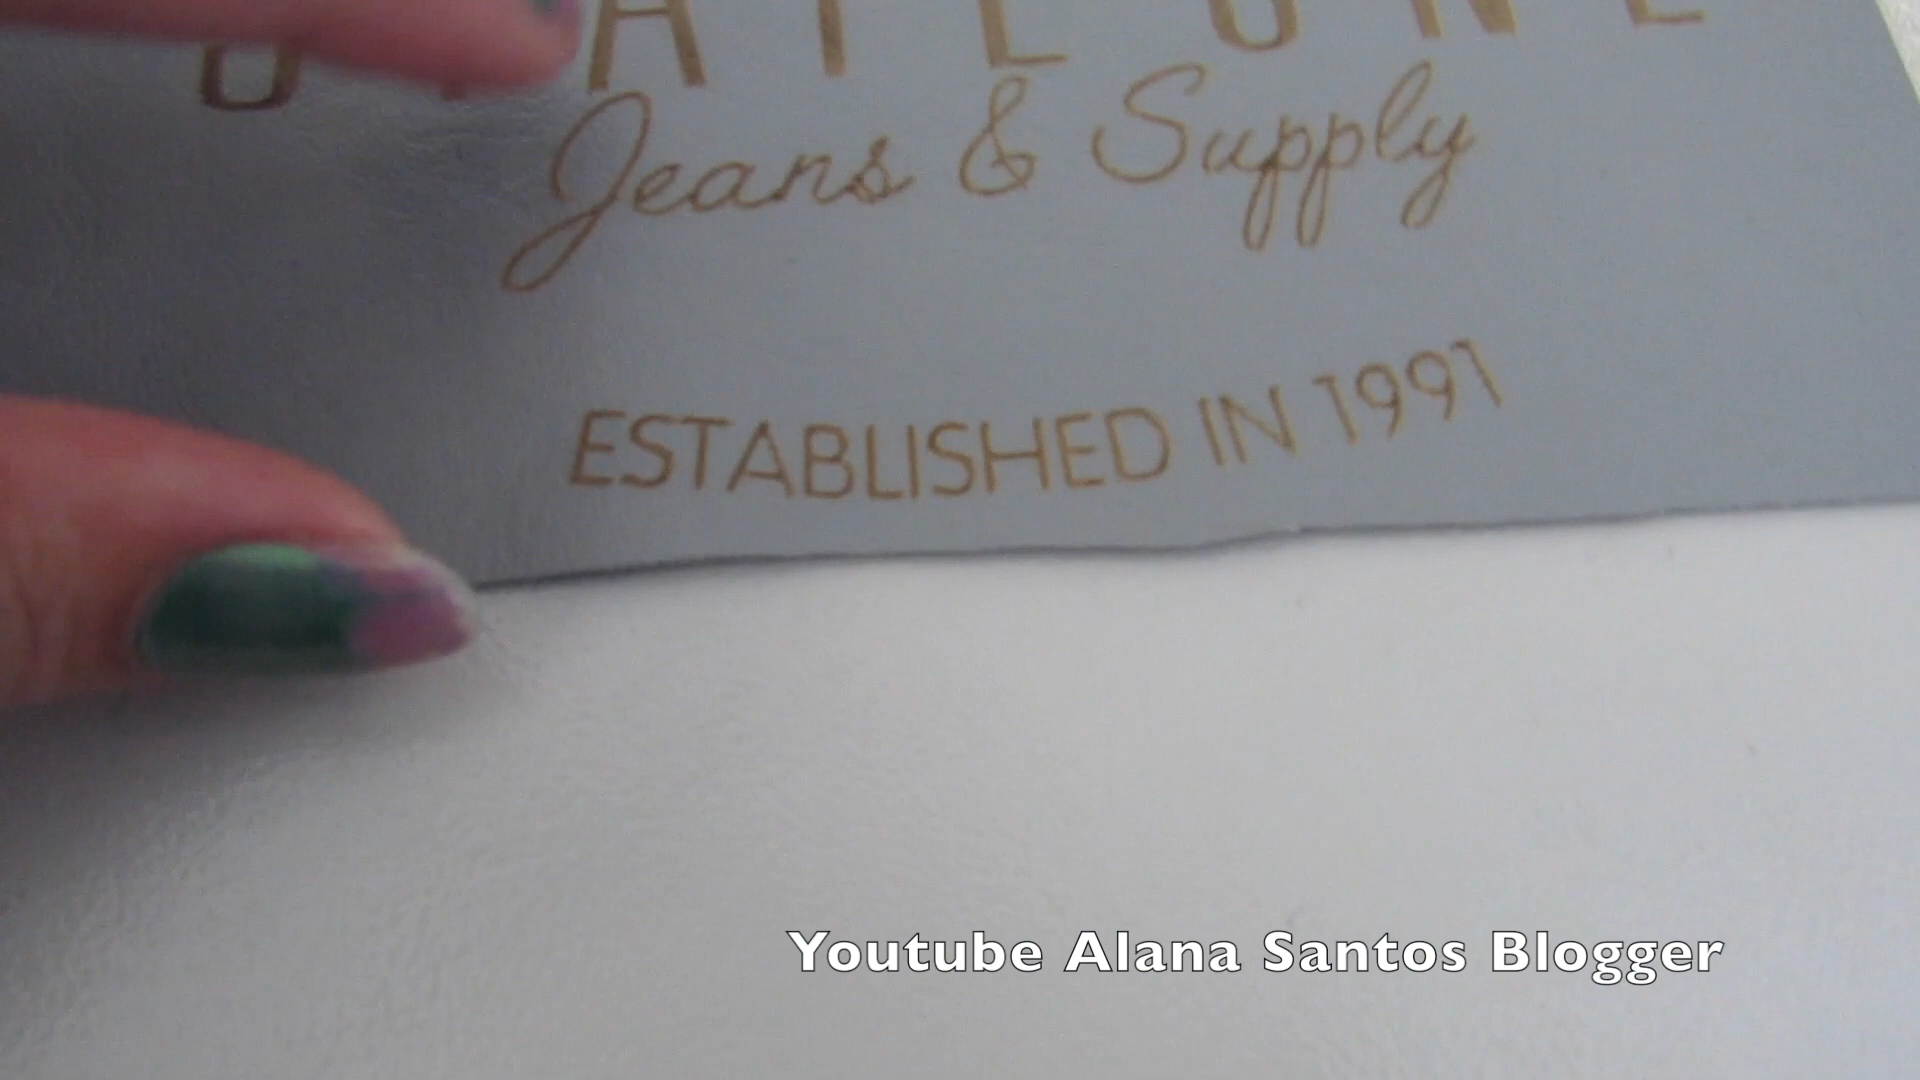 Jeans & Supply
ESTABLISHED IN 1991
Youtube Alana Santos Blogger